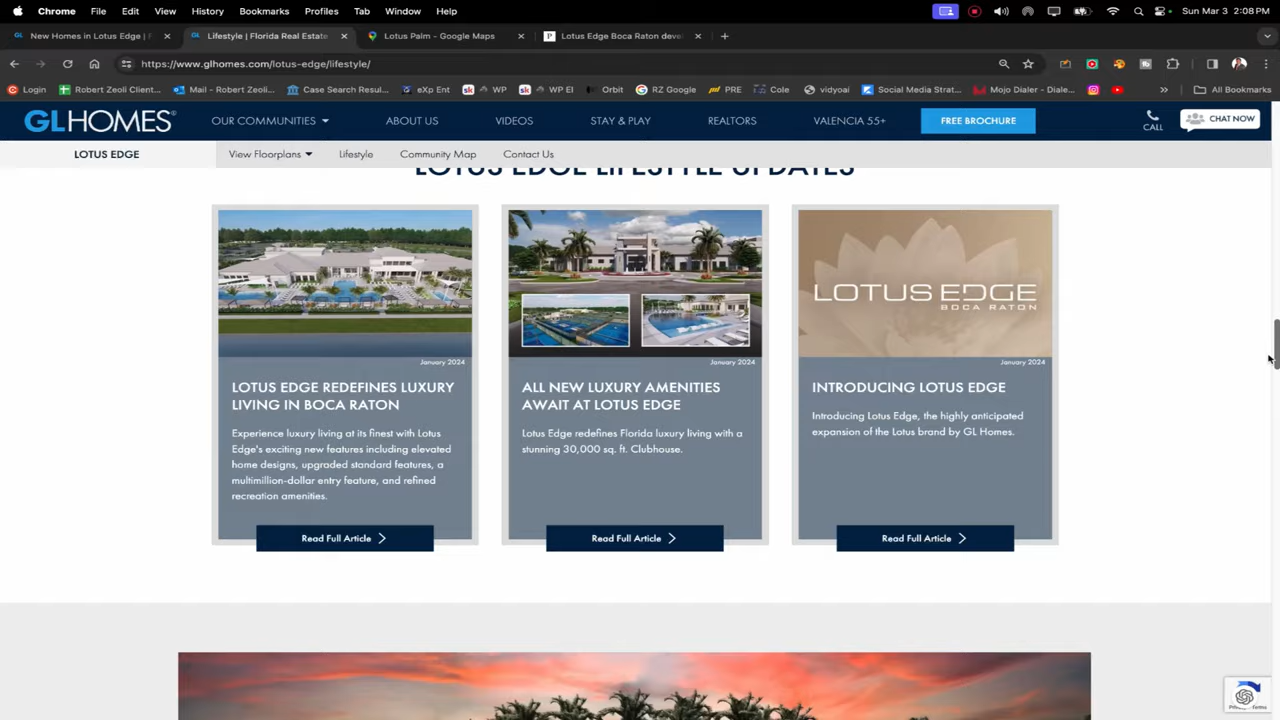 Chrome File Edit View History Bookmarks Profiles Tab Window Help Sun Mar 3 2:08 PM
New Homes in Lotus Edge | F Lifestyle | Florida Real Estate Lotus Palm - Google Maps Lotus Edge Boca Raton deve
https://www.glhomes.com/lotus-edge/lifestyle/
Login Robert Zeoli Client... Mail - Robert Zeoli... Case Search Resul... eXp Ent WP WP EI Orbit RZ Google PRE Cole vidyoai Social Media Strat... Mojo Dialer - Diale... » All Bookmarks
GLHOMES® OUR COMMUNITIES ABOUT US VIDEOS STAY & PLAY REALTORS VALENCIA 55+ FREE BROCHURE CALL CHAT NOW
LOTUS EDGE View Floorplans Lifestyle Community Map Contact Us
LOTUS EDGE LIFESTYLE UPDATES
LOTUS EDGE
BOCA RATON
January 2024 January 2024 January 2024
LOTUS EDGE REDEFINES LUXURY
LIVING IN BOCA RATON
Experience luxury living at its finest with Lotus
Edge's exciting new features including elevated
home designs, upgraded standard features, a
multimillion-dollar entry feature, and refined
recreation amenities.
Read Full Article
ALL NEW LUXURY AMENITIES
AWAIT AT LOTUS EDGE
Lotus Edge redefines Florida luxury living with a
stunning 30,000 sq. ft. Clubhouse.
Read Full Article
INTRODUCING LOTUS EDGE
Introducing Lotus Edge, the highly anticipated
expansion of the Lotus brand by GL Homes.
Read Full Article